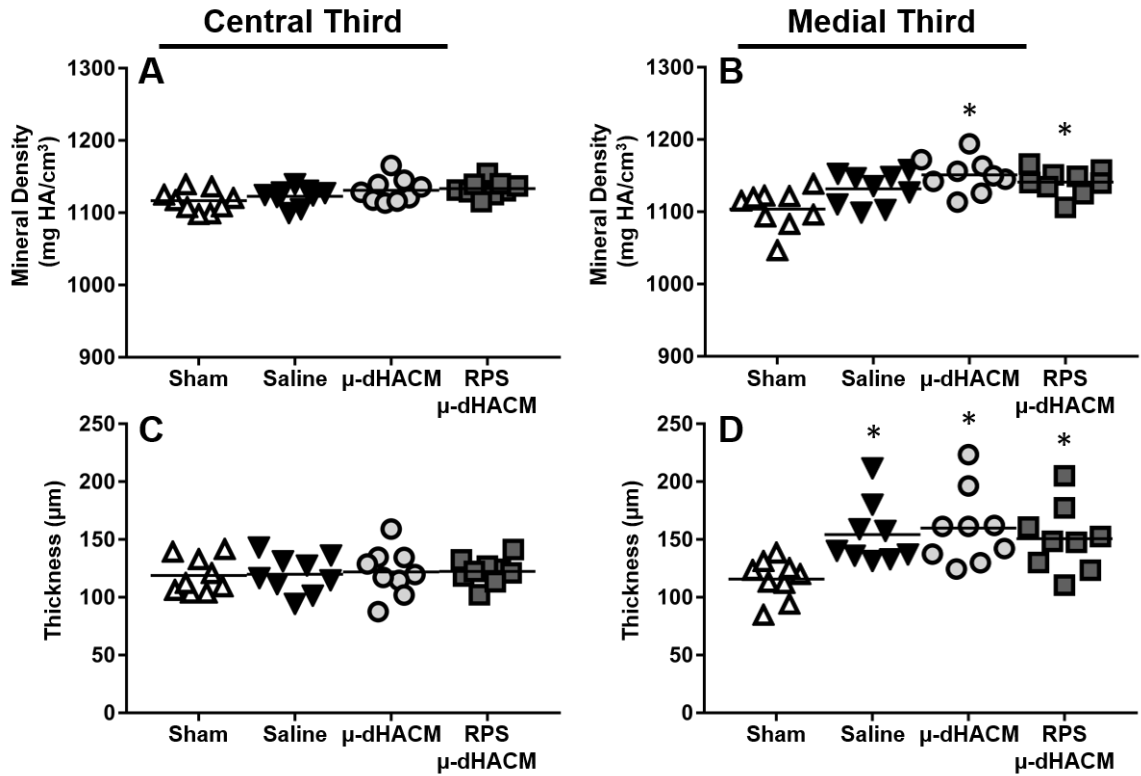 Central Third
Medial Third
A
Mineral Density
(mg HA/cm³)
1300
1200
1100
1000
900
Sham
Saline
µ-dHACM
RPS
µ-dHACM
B
Mineral Density
(mg HA/cm³)
1300
1200
1100
1000
900
*
*
Sham
Saline
µ-dHACM
RPS
µ-dHACM
C
Thickness (µm)
250
200
150
100
50
0
Sham
Saline
µ-dHACM
RPS
µ-dHACM
D
Thickness (µm)
250
200
150
100
50
0
*
*
*
Sham
Saline
µ-dHACM
RPS
µ-dHACM